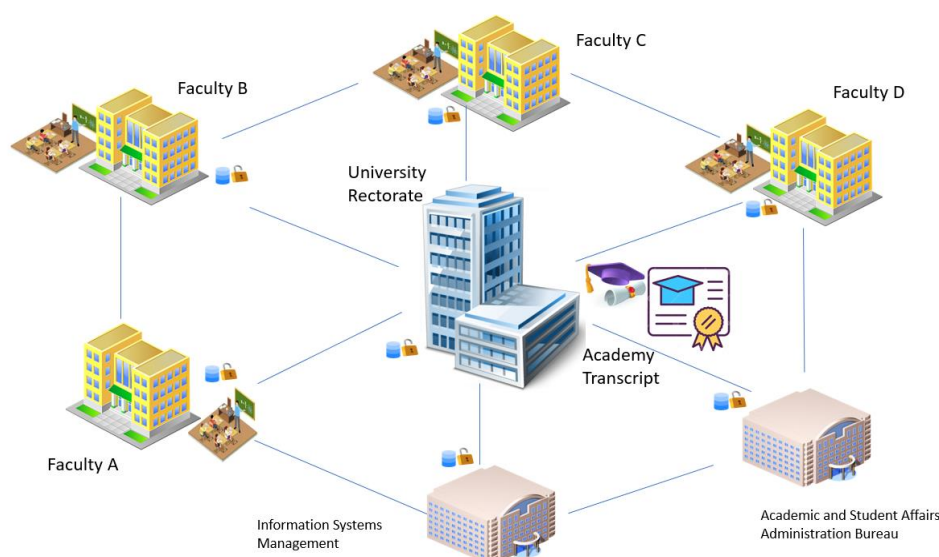 Faculty C
Faculty B
Faculty D
University
Rectorate
Academy
Transcript
Faculty A
Information Systems
Management
Academic and Student Affairs
Administration Bureau